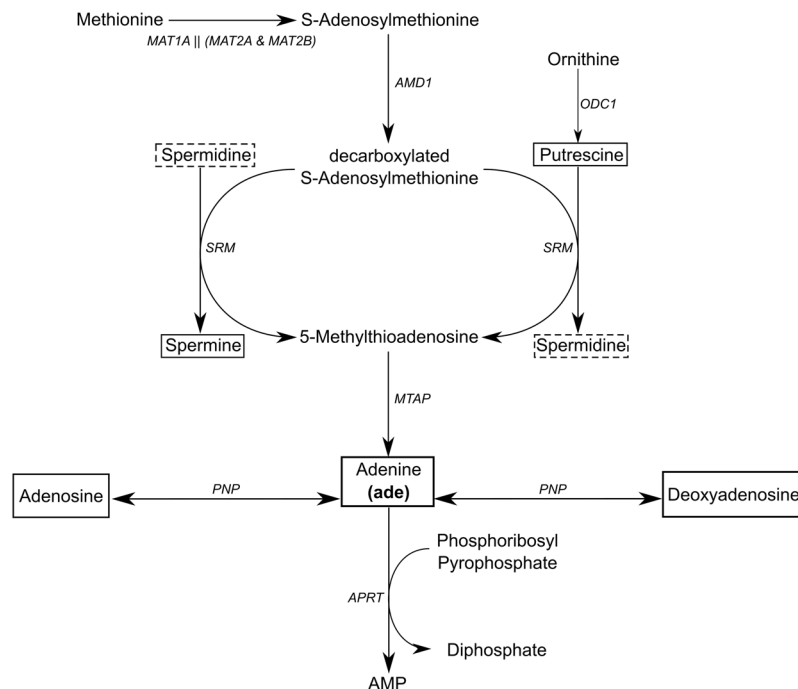 Methionine
S-Adenosylmethionine
MAT1A || (MAT2A & MAT2B)
AMD1
Ornithine
ODC1
Spermidine
decarboxylated
S-Adenosylmethionine
Putrescine
SRM
SRM
Spermine
5-Methylthioadenosine
Spermidine
MTAP
Adenosine
PNP
Adenine
(ade)
PNP
Deoxyadenosine
Phosphoribosyl
Pyrophosphate
APRT
Diphosphate
AMP